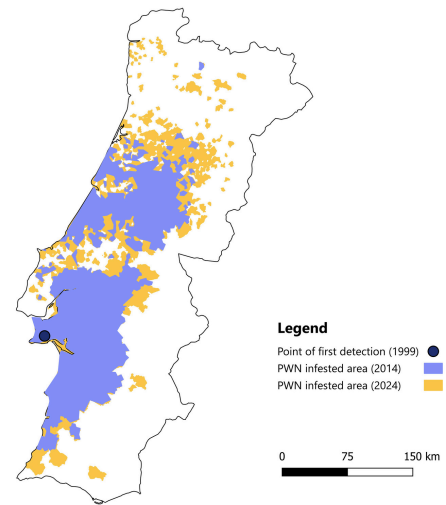 Legend
Point of first detection (1999)
PWN infested area (2014)
PWN infested area (2024)
0 75 150 km